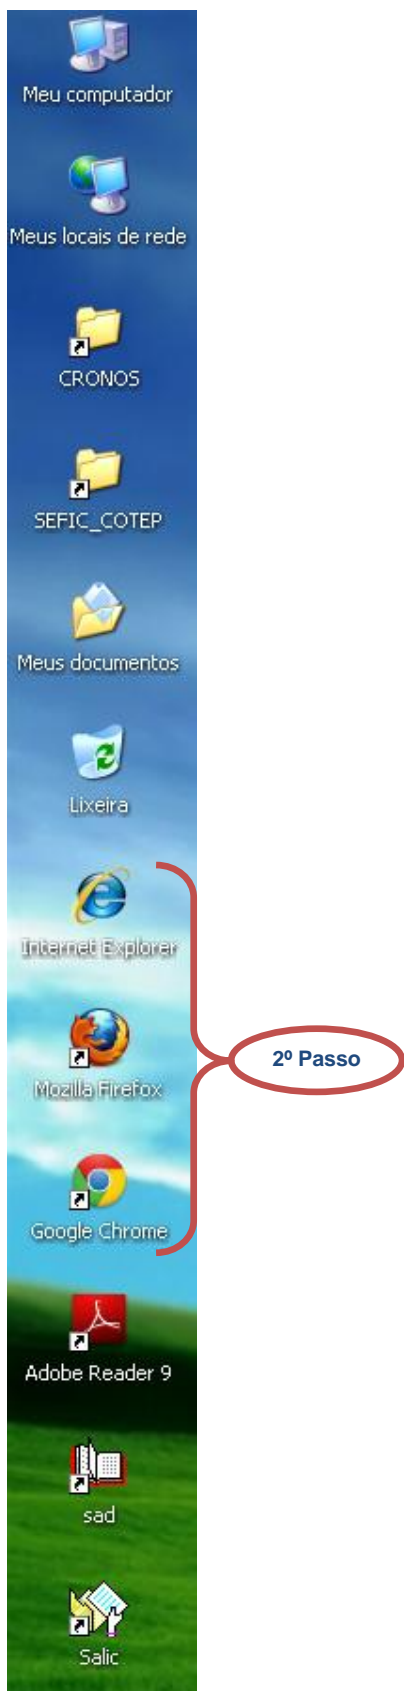 Meu computador
Meus locais de rede
CRONOS
SEFIC_COTEP
Meus documentos
Lixeira
Internet Explorer
Mozilla Firefox
2º Passo
Google Chrome
Adobe Reader 9
sad
Salic